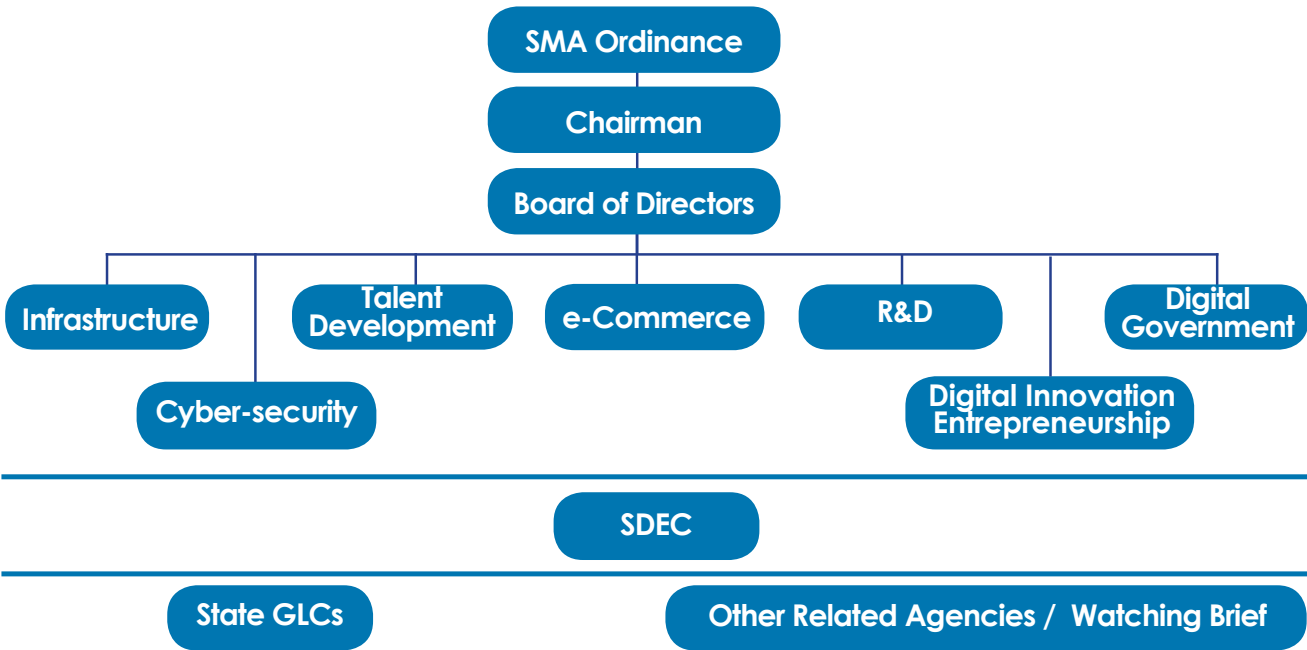 SMA Ordinance
Chairman
Board of Directors
Infrastructure
Talent
Development
e-Commerce
R&D
Digital
Government
Cyber-security
Digital Innovation
Entrepreneurship
SDEC
State GLCs
Other Related Agencies / Watching Brief